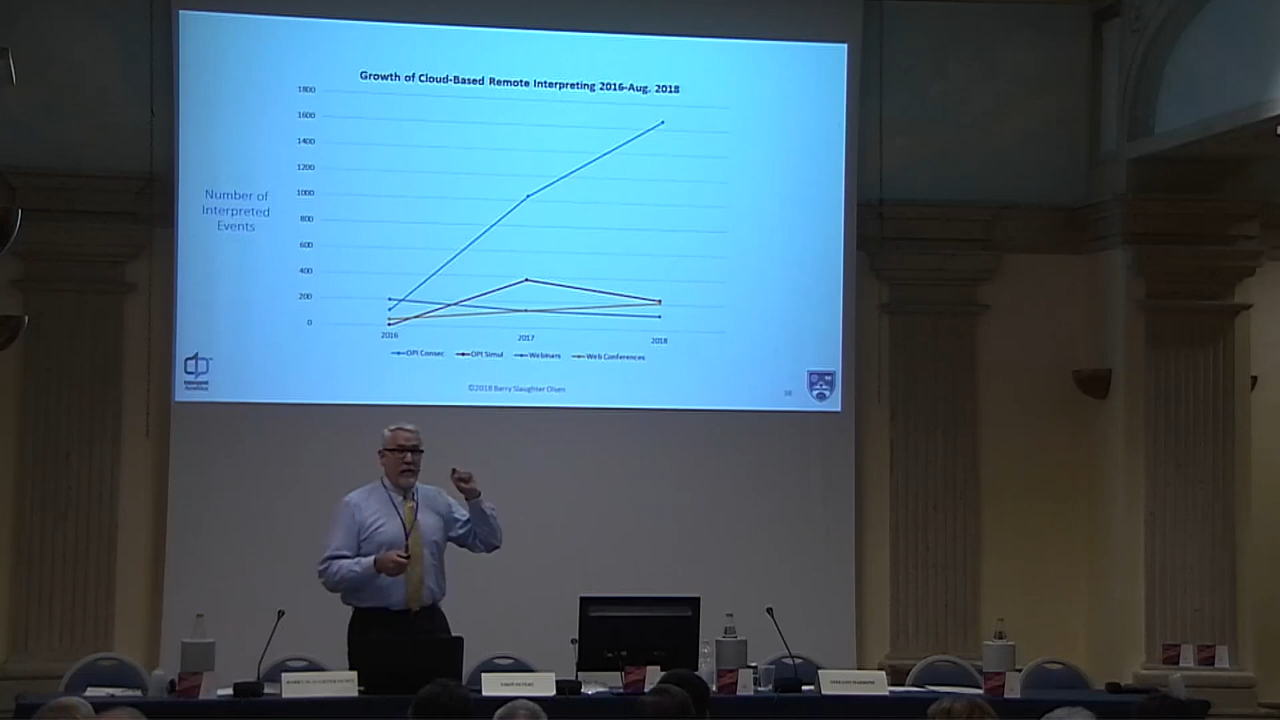 Growth of Cloud-Based Remote Interpreting 2016-Aug. 2018
1800
1600
1400
1200
1000
800
600
400
200
0
Number of
Interpreted
Events
2016
2017
2018
OPI Consec
OPI Simul
Webinars
Web Conferences
©2018 Barry Slaughter Olsen
38